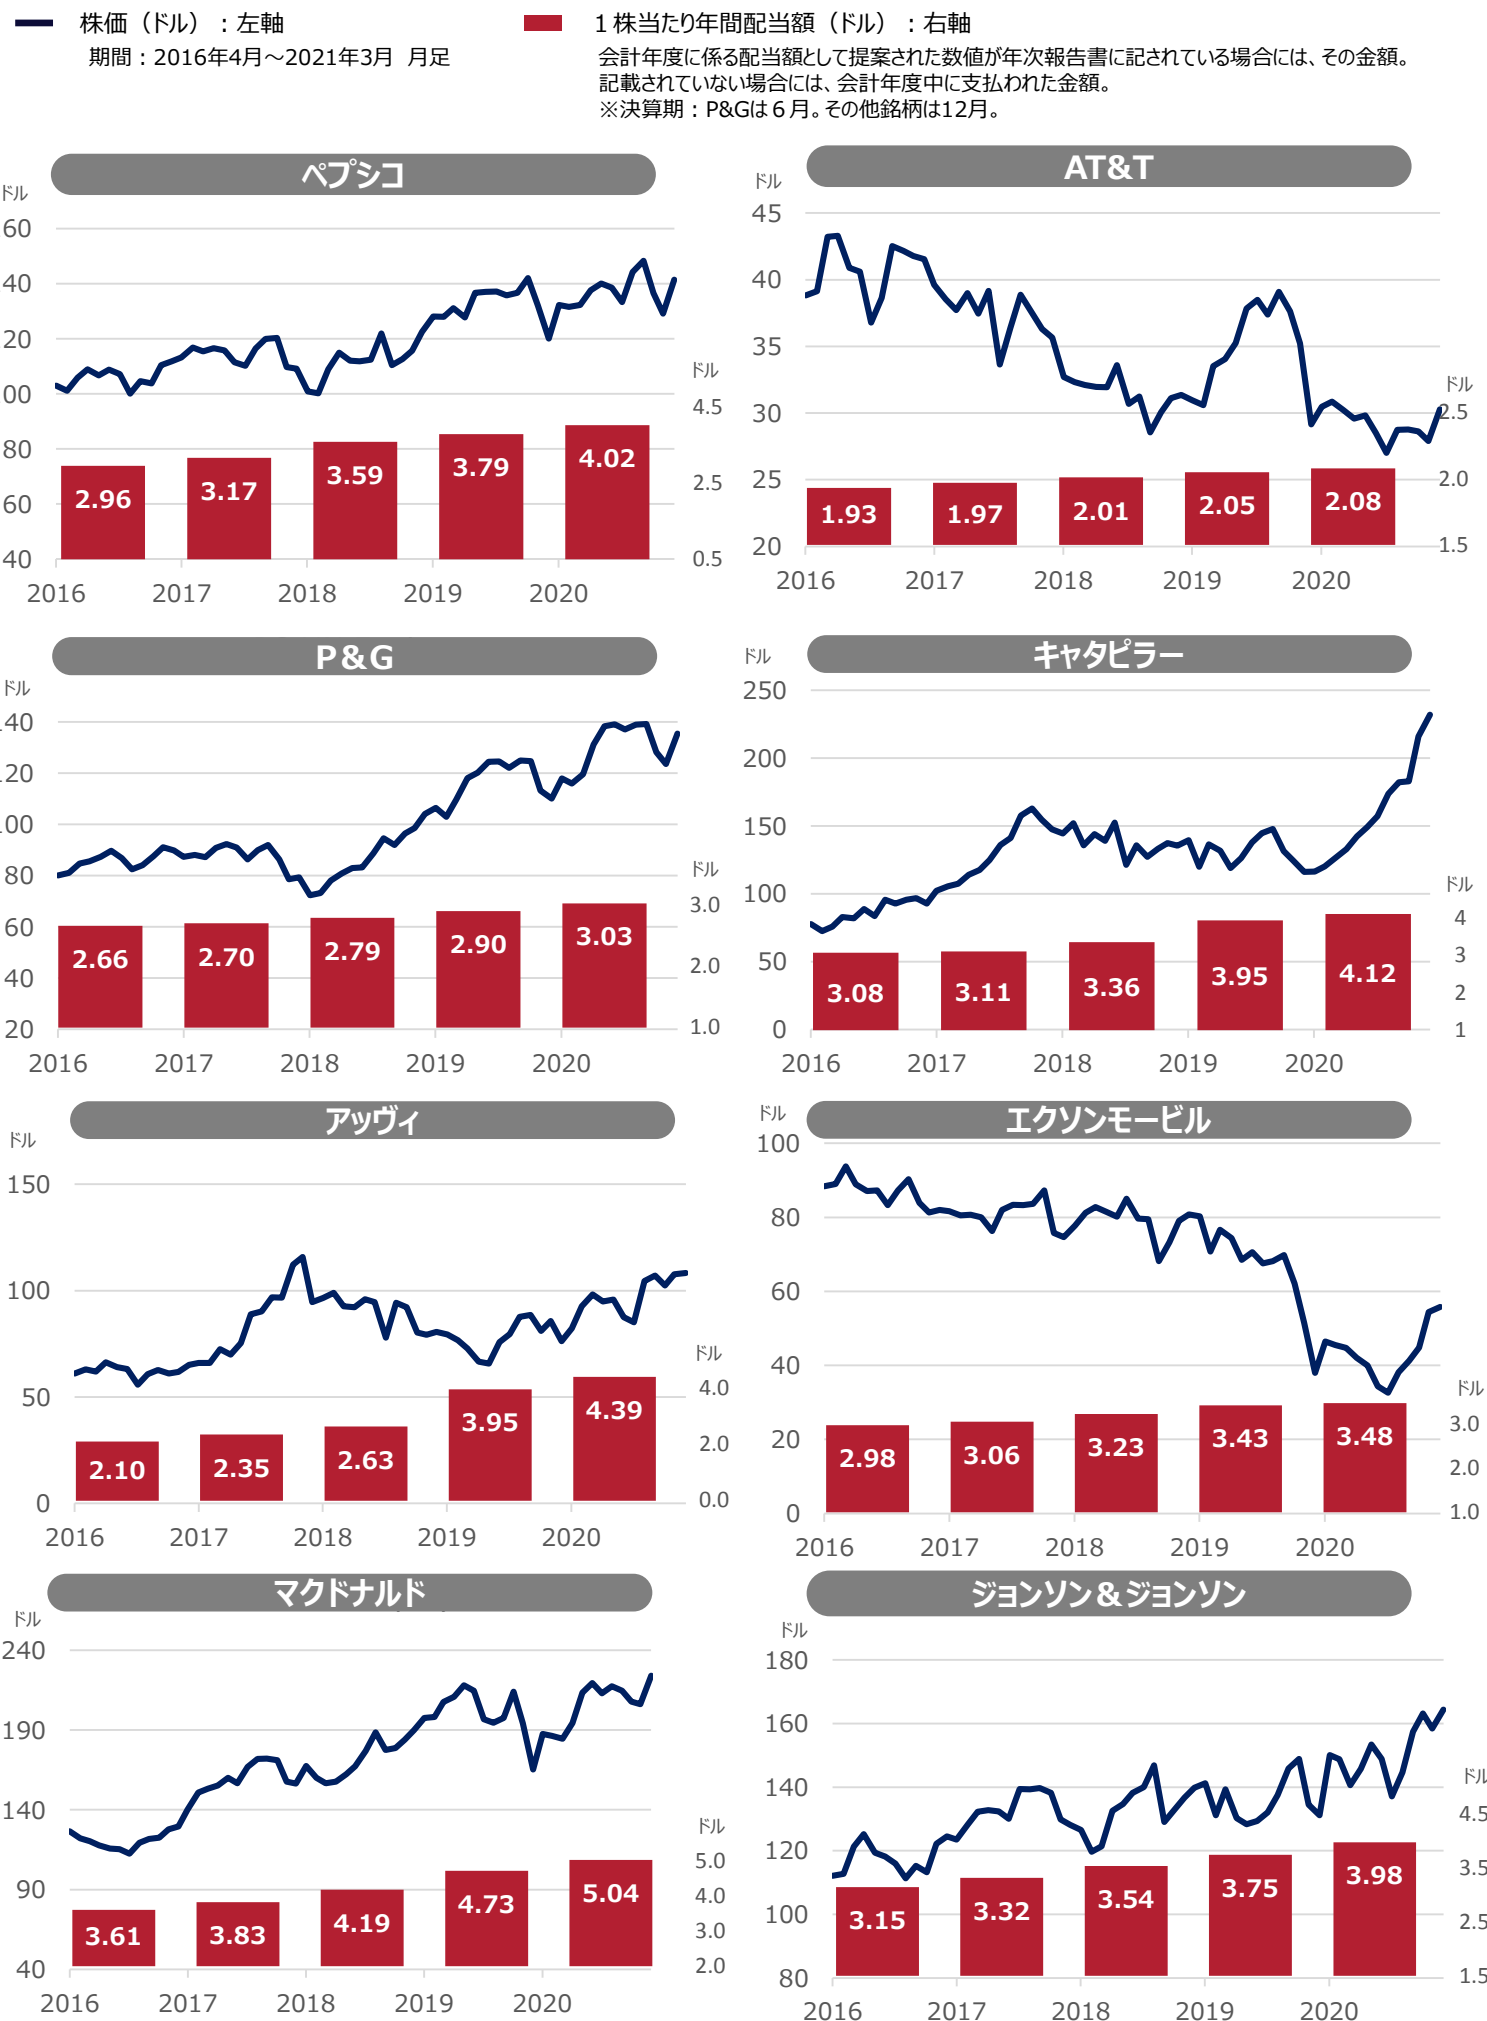 株価（ドル）：左軸
期間：2016年4月～2021年3月 月足
１株当たり年間配当額（ドル）：右軸
会計年度に係る配当額として提案された数値が年次報告書に記されている場合には、その金額。
記載されていない場合には、会計年度中に支払われた金額。
※決算期：P&Gは６月。その他銘柄は12月。
ペプシコ
ドル
60
40
20
00
80
60
40
ドル
4.5
2.5
0.5
2.96 3.17 3.59 3.79 4.02
2016 2017 2018 2019 2020
AT&T
ドル
45
40
35
30
25
20
ドル
2.5
2.0
1.5
1.93 1.97 2.01 2.05 2.08
2016 2017 2018 2019 2020
P&G
ドル
140
120
100
80
60
40
20
ドル
3.0
2.0
1.0
2.66 2.70 2.79 2.90 3.03
2016 2017 2018 2019 2020
キャタピラー
ドル
250
200
150
100
50
0
ドル
4
3
2
1
3.08 3.11 3.36 3.95 4.12
2016 2017 2018 2019 2020
アッヴィ
ドル
150
100
50
0
ドル
4.0
2.0
0.0
2.10 2.35 2.63 3.95 4.39
2016 2017 2018 2019 2020
エクソンモービル
ドル
100
80
60
40
20
0
ドル
3.0
2.0
1.0
2.98 3.06 3.23 3.43 3.48
2016 2017 2018 2019 2020
マクドナルド
ドル
240
190
140
90
40
ドル
5.0
4.0
3.0
2.0
3.61 3.83 4.19 4.73 5.04
2016 2017 2018 2019 2020
ジョンソン＆ジョンソン
ドル
180
160
140
120
100
80
ドル
4.5
3.5
2.5
1.5
3.15 3.32 3.54 3.75 3.98
2016 2017 2018 2019 2020